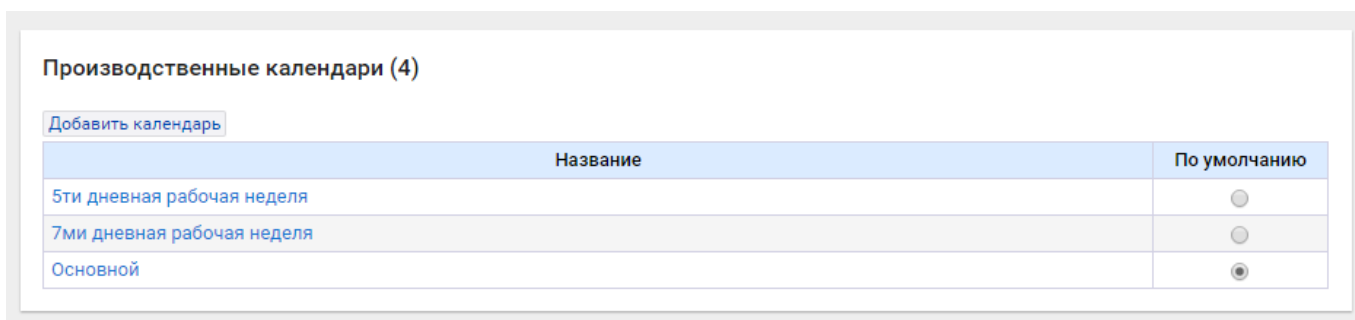 Производственные календари (4)
Добавить календарь
Название По умолчанию
5ти дневная рабочая неделя
7ми дневная рабочая неделя
Основной